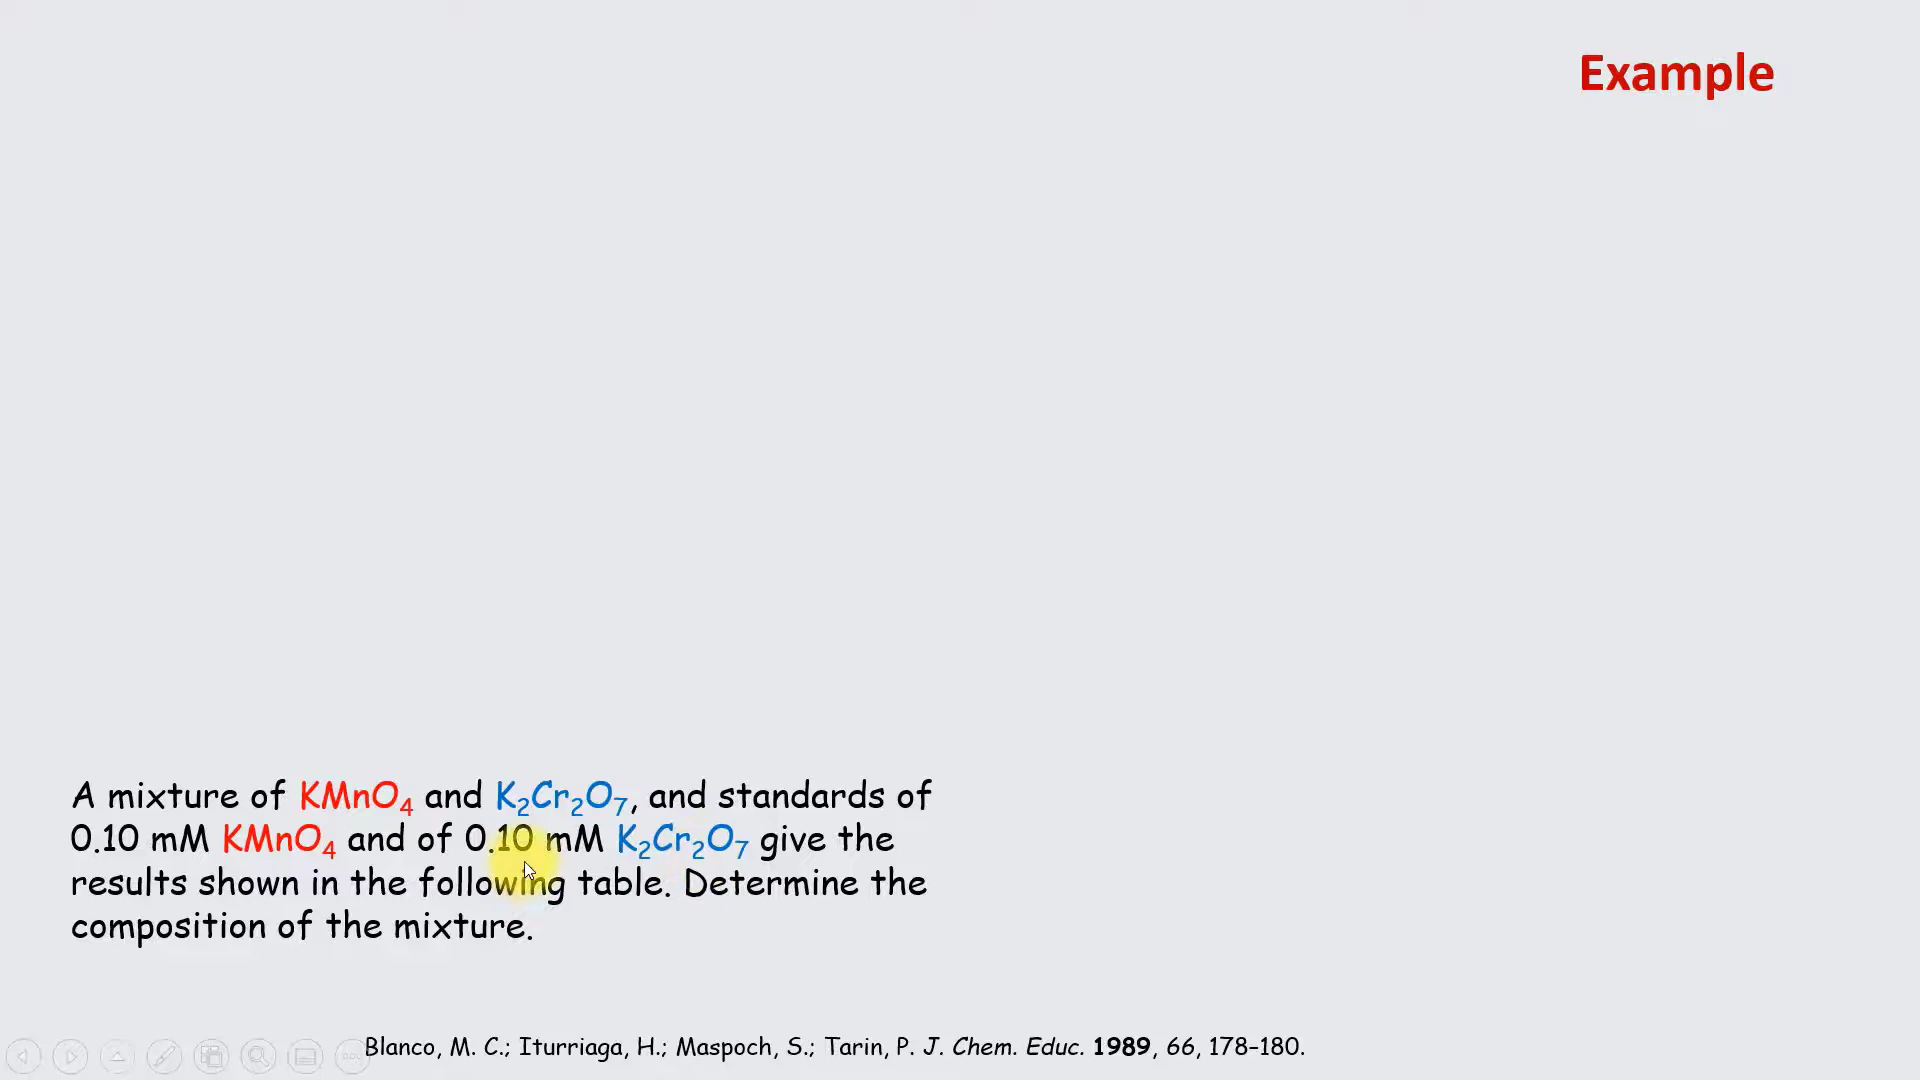 Example
A mixture of KMnO₄ and K₂Cr₂O₇, and standards of
0.10 mM KMnO₄ and of 0.10 mM K₂Cr₂O₇ give the
results shown in the following table. Determine the
composition of the mixture.
Blanco, M. C.; Iturriaga, H.; Maspoch, S.; Tarin, P. J. Chem. Educ. 1989, 66, 178–180.